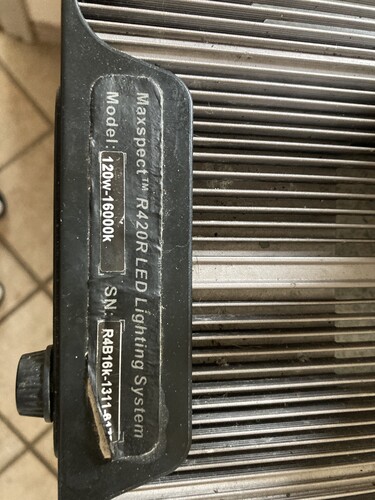 Maxspect™ R420R LED Lighting System
Model: 120w-16000k SN: R4B16k-1311-